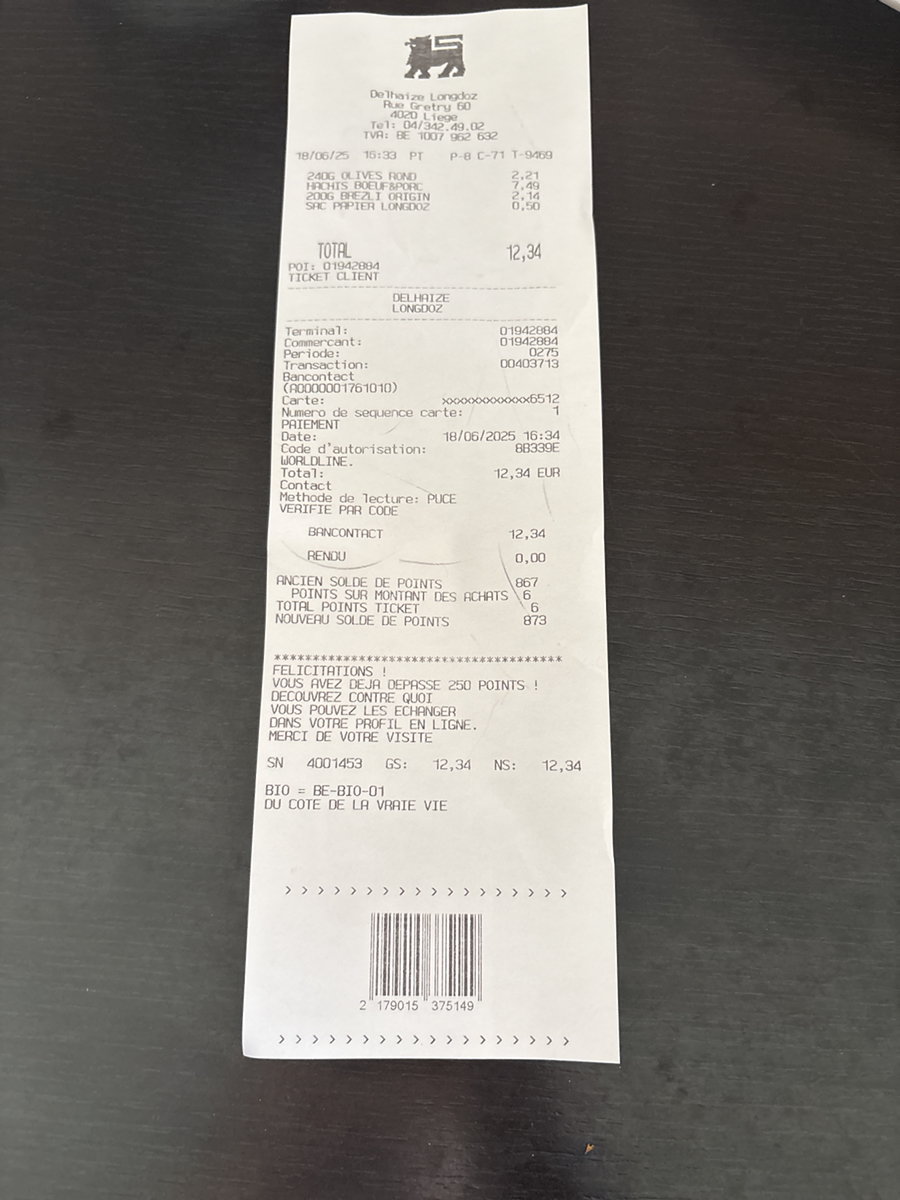 Delhaize Longdoz
Rue Gretry 60
4020 Liege
Tel: 04/342.49.02
TVA: BE 1007 962 632
18/06/25 16:33 PT P-8 C-71 T-9469
240G OLIVES ROND 2,21
HACHIS BOEUF&PORC 7,49
200G BREZLI ORIGIN 2,14
SAC PAPIER LONGDOZ 0,50
TOTAL 12,34
POI: 01942884
TICKET CLIENT
DELHAIZE
LONGDOZ
Terminal: 01942884
Commercant: 01942884
Periode: 0275
Transaction: 00403713
Bancontact
(A0000001761010)
Carte: xxxxxxxxxxxxx6512
Numero de sequence carte: 1
PAIEMENT
Date: 18/06/2025 16:34
Code d'autorisation: 8B339E
WORLDLINE.
Total: 12,34 EUR
Contact
Methode de lecture: PUCE
VERIFIE PAR CODE
BANCONTACT 12,34
RENDU 0,00
ANCIEN SOLDE DE POINTS 867
POINTS SUR MONTANT DES ACHATS 6
TOTAL POINTS TICKET 6
NOUVEAU SOLDE DE POINTS 873
*************************************
FELICITATIONS !
VOUS AVEZ DEJA DEPASSE 250 POINTS !
DECOUVREZ CONTRE QUOI
VOUS POUVEZ LES ECHANGER
DANS VOTRE PROFIL EN LIGNE.
MERCI DE VOTRE VISITE
SN 4001453 GS: 12,34 NS: 12,34
BIO = BE-BIO-01
DU COTE DE LA VRAIE VIE
> > > > > > > > > > > > > > > > > >
2 179015 375149
> > > > > > > > > > > > > > > > > >